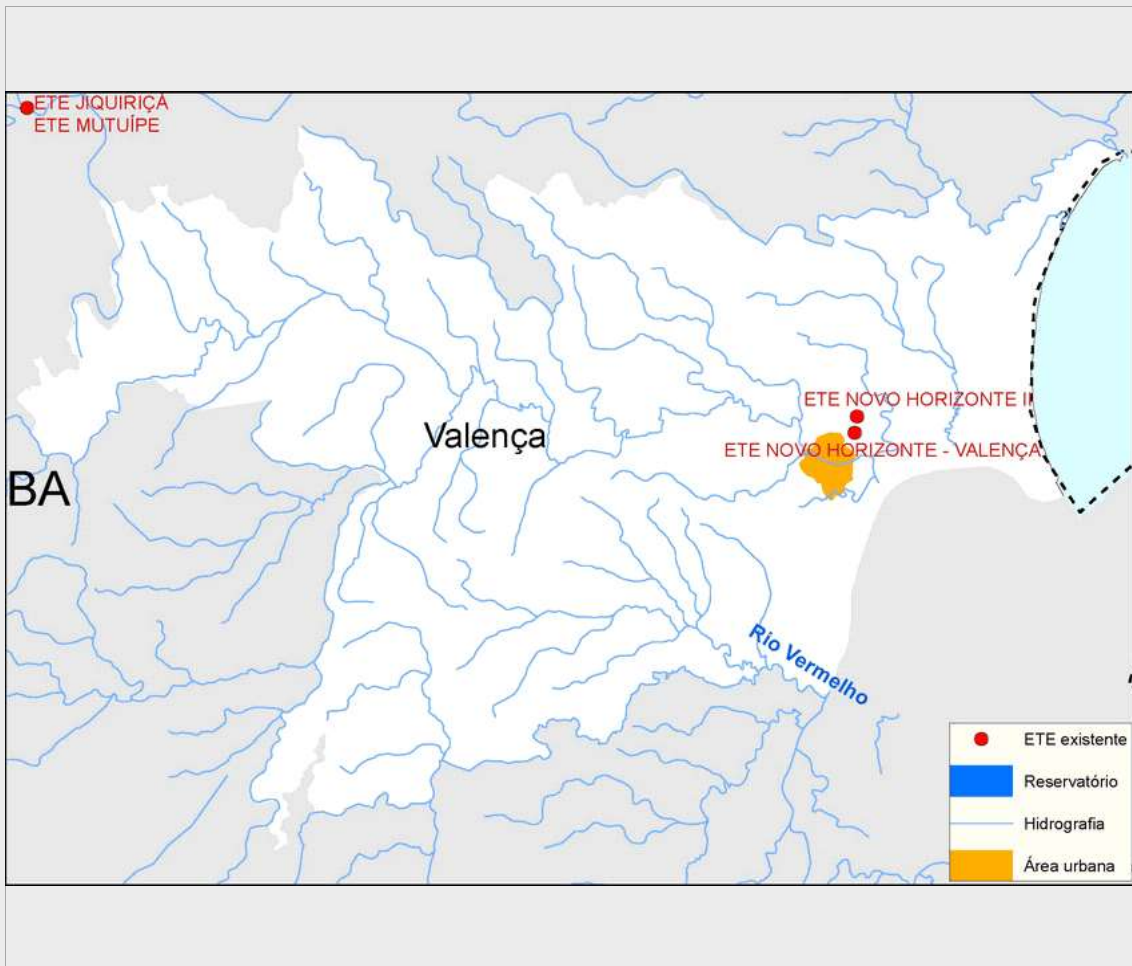 ETE JIQUIRIÇÁ
ETE MUTUÍPE
ETE NOVO HORIZONTE II
Valença
ETE NOVO HORIZONTE - VALENÇA
BA
Rio Vermelho
ETE existente
Reservatório
Hidrografia
Área urbana